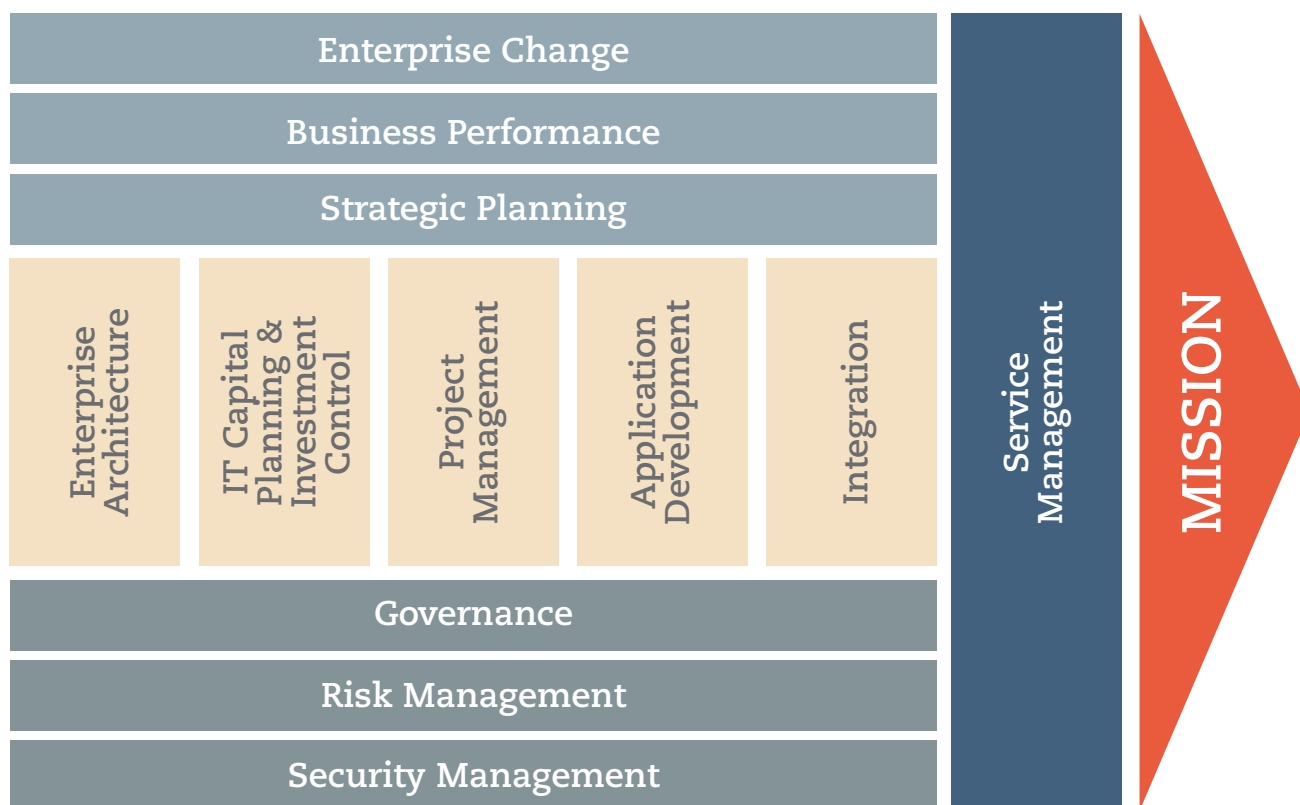 Enterprise Change
Business Performance
Strategic Planning
Enterprise
Architecture
IT Capital
Planning &
Investment
Control
Project
Management
Application
Development
Integration
Governance
Risk Management
Security Management
Service
Management
MISSION